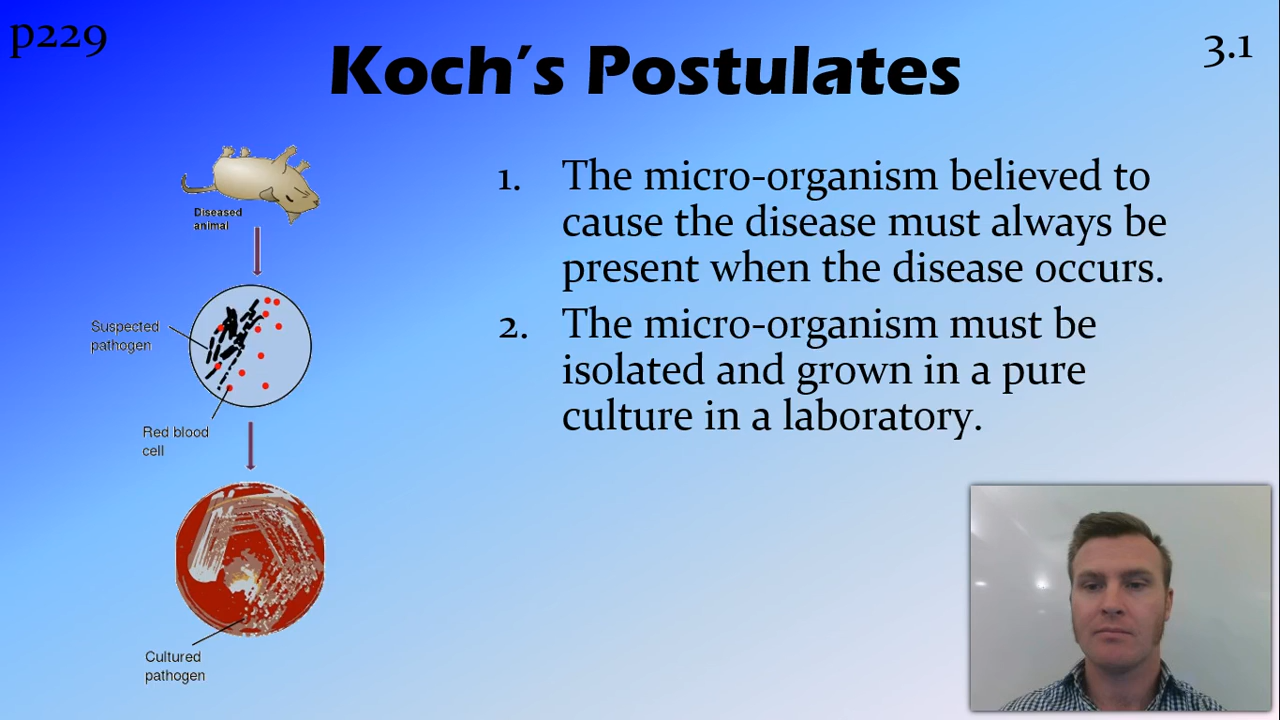 p229
3.1
Koch's Postulates
Diseased
animal
Suspected
pathogen
Red blood
cell
Cultured
pathogen
1. The micro-organism believed to
cause the disease must always be
present when the disease occurs.
2. The micro-organism must be
isolated and grown in a pure
culture in a laboratory.